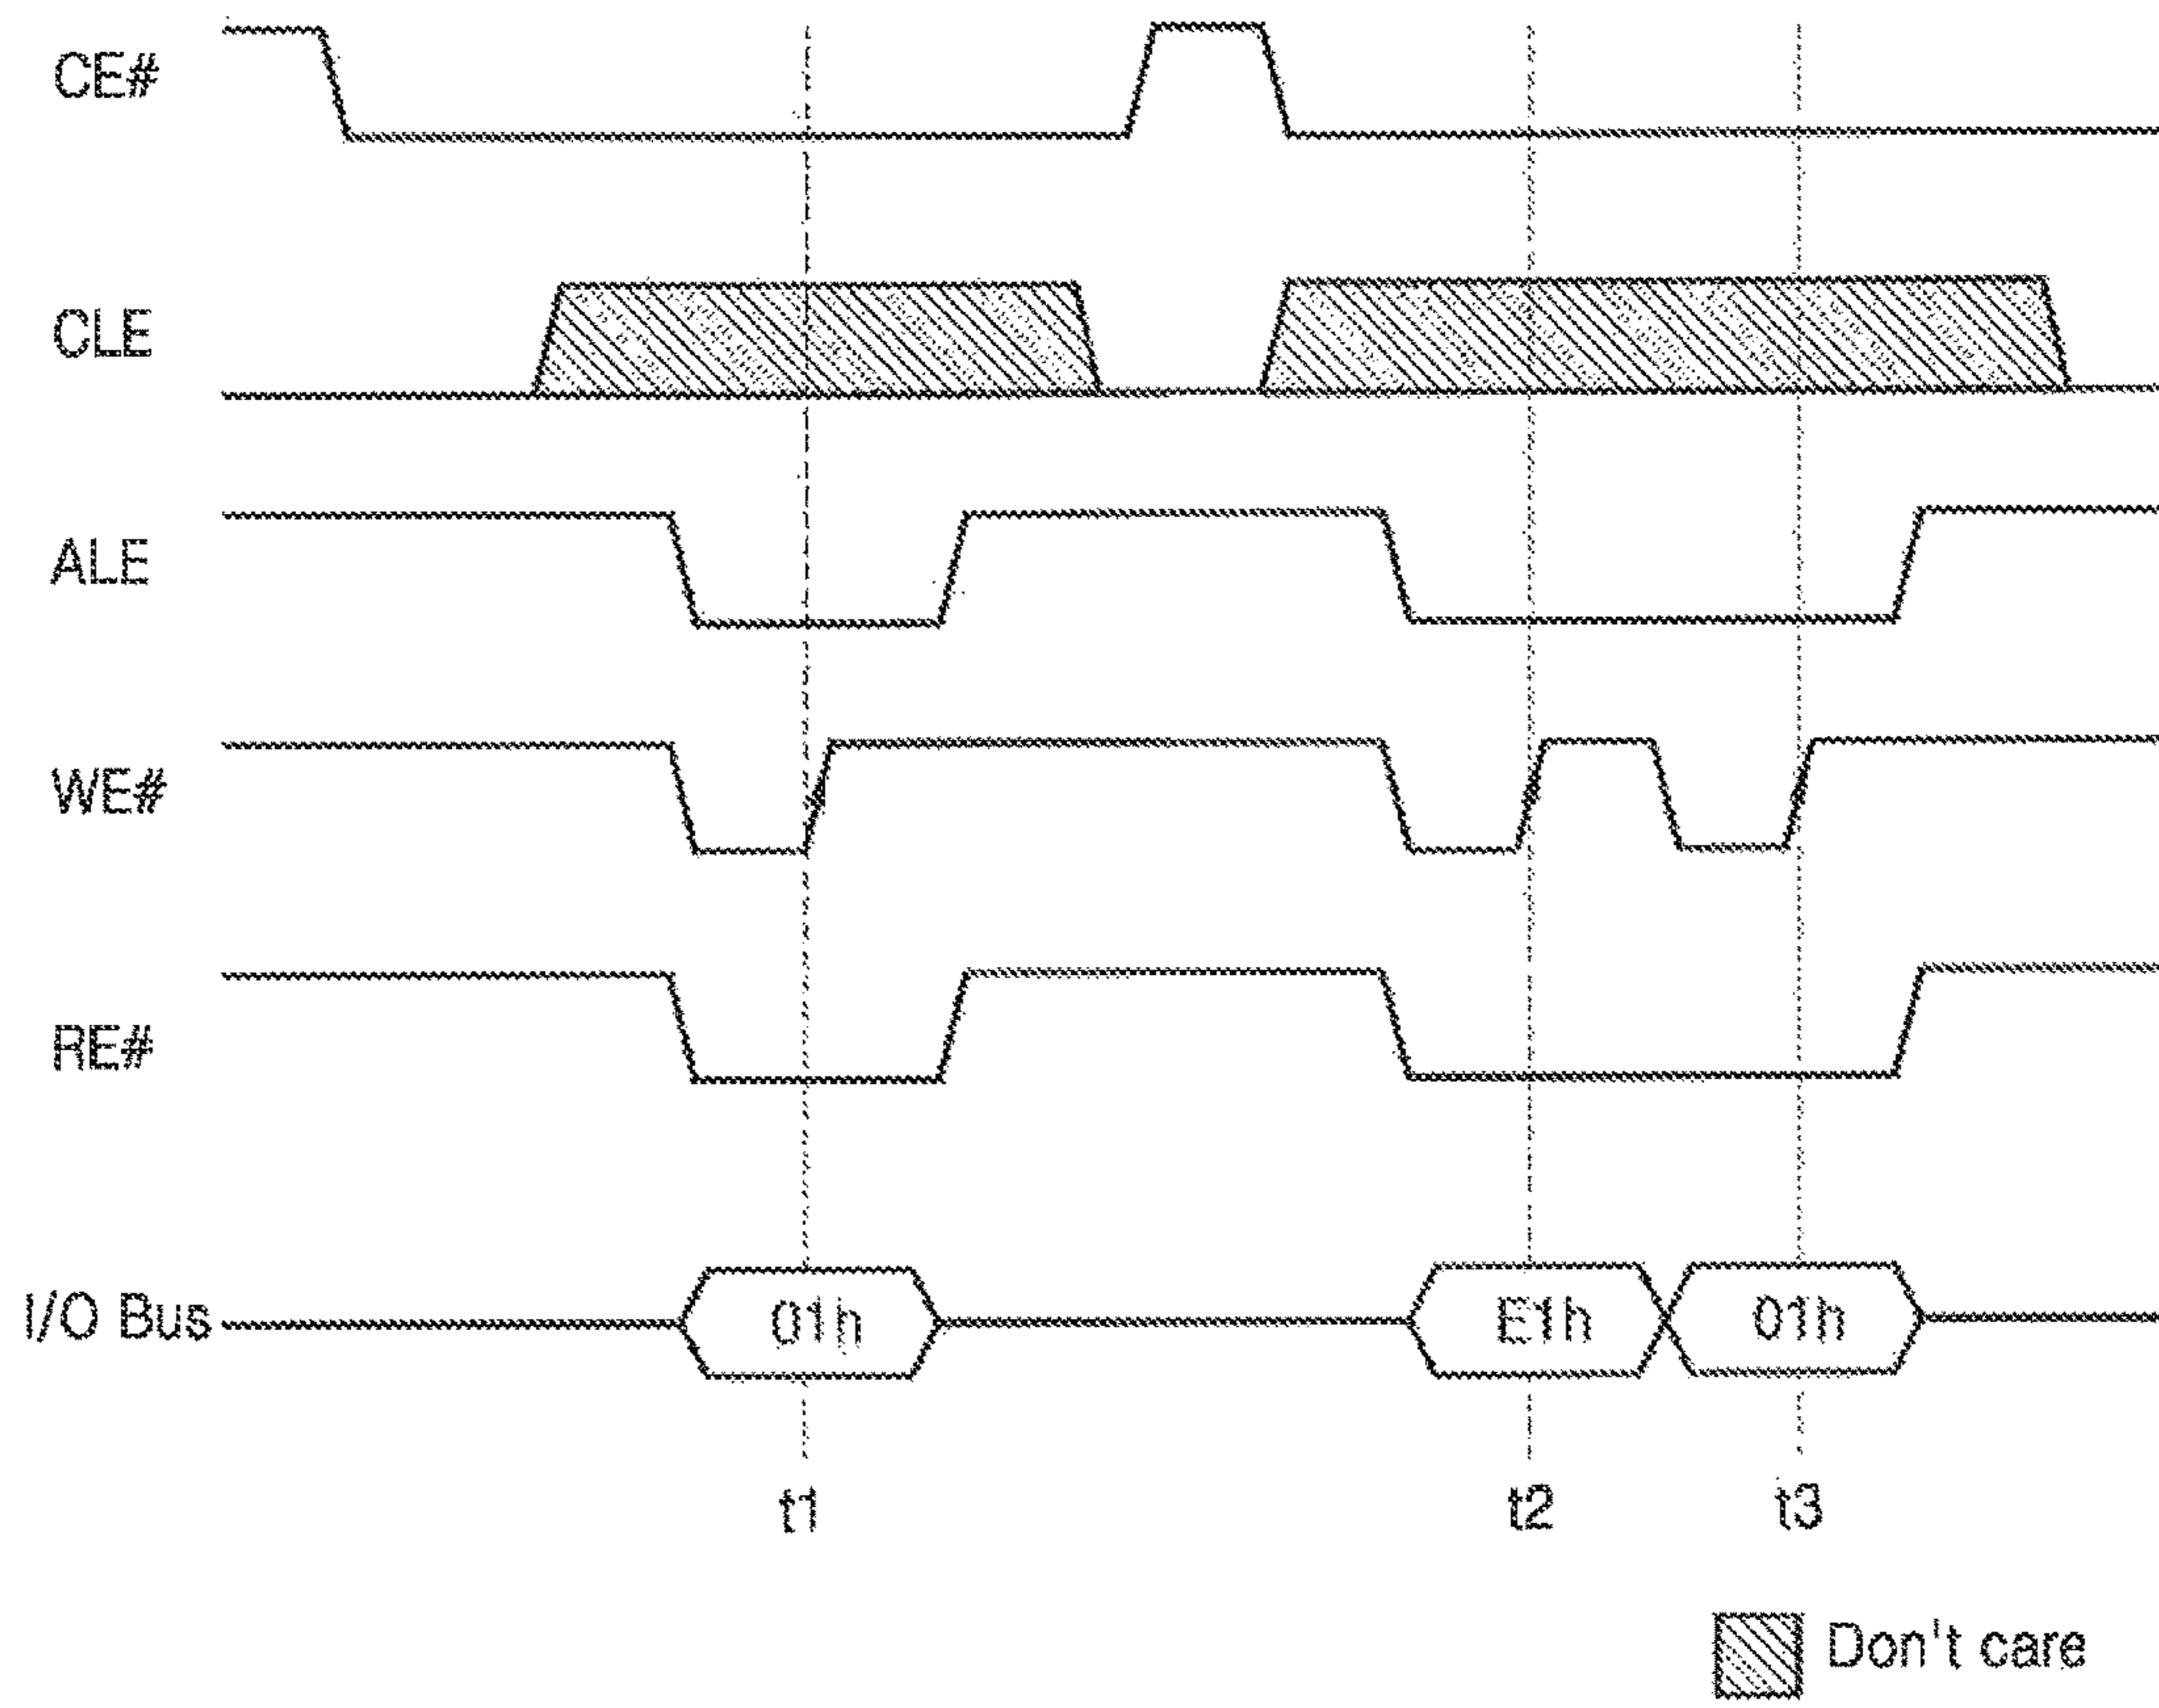 CE#
CLE
ALE
WE#
RE#
I/O Bus
01h
E1h
01h
t1
t2
t3
Don't care